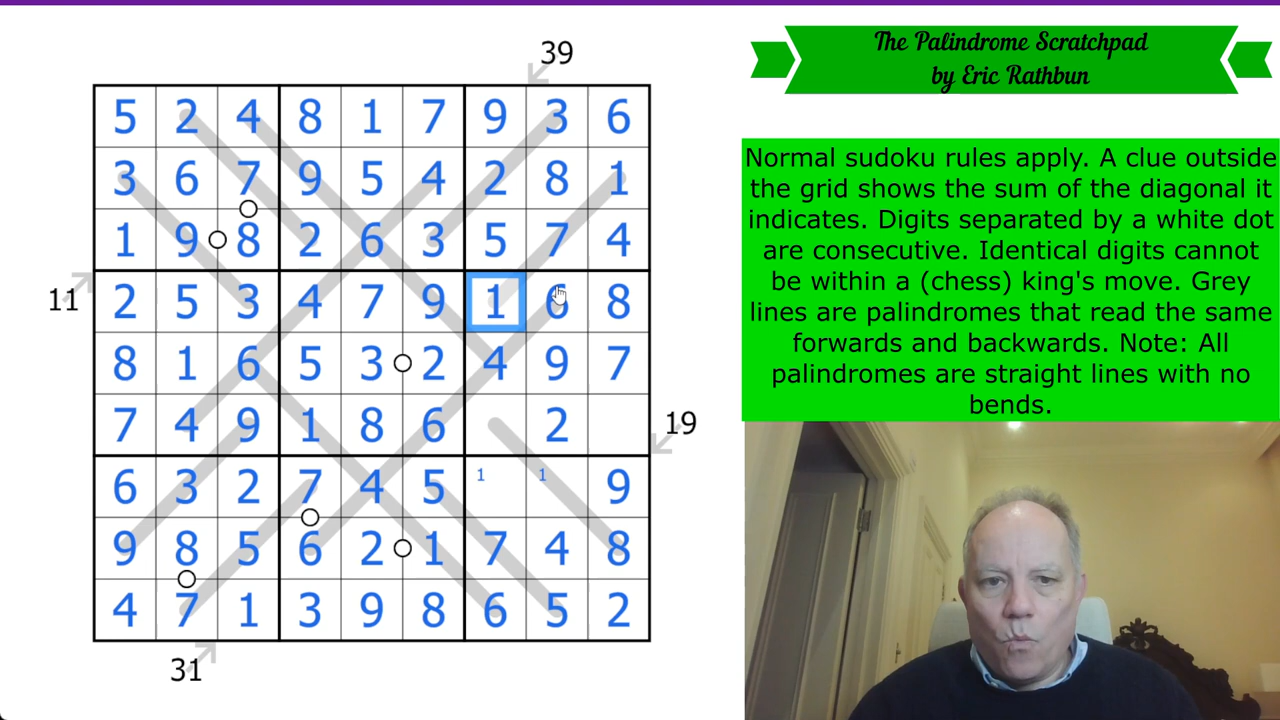 39
The Palindrome Scratchpad
by Eric Rathbun
5 2 4 8 1 7 9 3 6
Normal sudoku rules apply. A clue outside
the grid shows the sum of the diagonal it
3 6 7 9 5 4 2 8 1
indicates. Digits separated by a white dot
1 9 8 2 6 3 5 7 4
are consecutive. Identical digits cannot
be within a (chess) king's move. Grey
11
2 5 3 4 7 9 1 6 8
lines are palindromes that read the same
forwards and backwards. Note: All
8 1 6 5 3 2 4 9 7
palindromes are straight lines with no
bends.
7 4 9 1 8 6 2
19
6 3 2 7 4 5 1 1 9
9 8 5 6 2 1 7 4 8
4 7 1 3 9 8 6 5 2
31